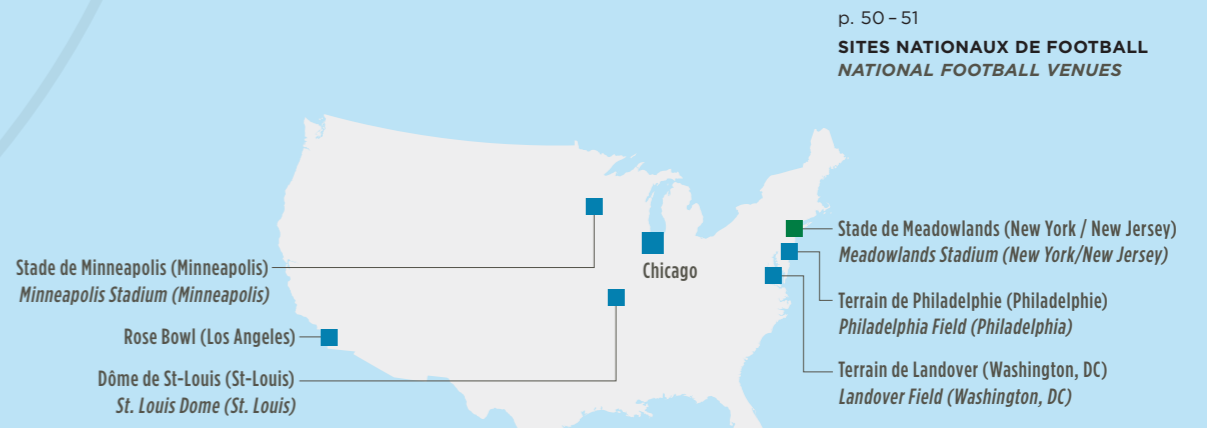 p. 50 – 51
SITES NATIONAUX DE FOOTBALL
NATIONAL FOOTBALL VENUES
Stade de Minneapolis (Minneapolis)
Minneapolis Stadium (Minneapolis)
Rose Bowl (Los Angeles)
Dôme de St-Louis (St-Louis)
St. Louis Dome (St. Louis)
Chicago
Stade de Meadowlands (New York / New Jersey)
Meadowlands Stadium (New York/New Jersey)
Terrain de Philadelphie (Philadelphie)
Philadelphia Field (Philadelphia)
Terrain de Landover (Washington, DC)
Landover Field (Washington, DC)